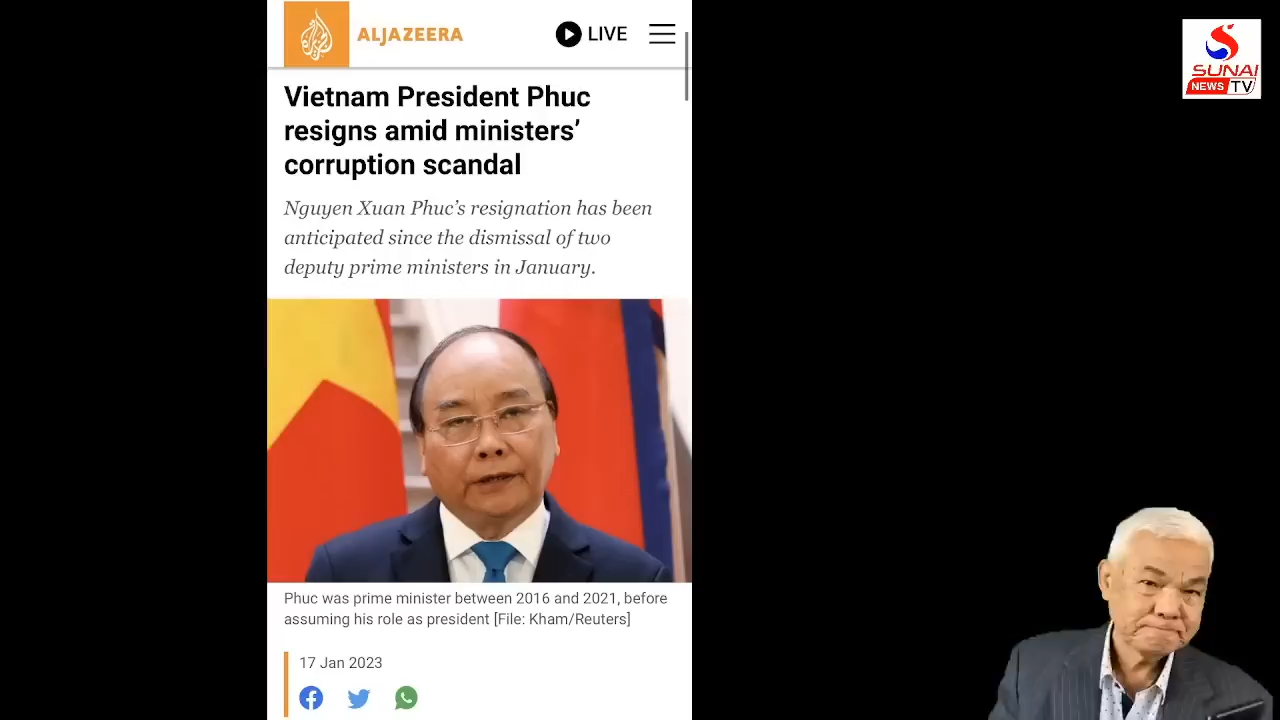 ALJAZEERA
LIVE
SUNAI
NEWS TV
Vietnam President Phuc
resigns amid ministers’
corruption scandal
Nguyen Xuan Phuc’s resignation has been
anticipated since the dismissal of two
deputy prime ministers in January.
Phuc was prime minister between 2016 and 2021, before
assuming his role as president [File: Kham/Reuters]
17 Jan 2023